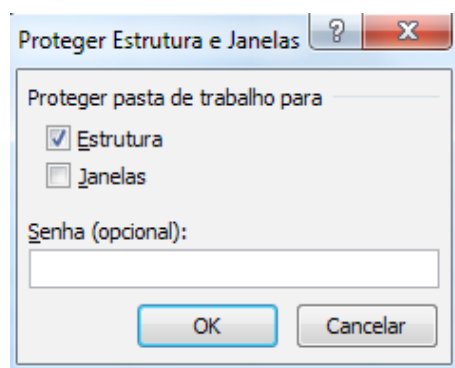 Proteger Estrutura e Janelas ? X
Proteger pasta de trabalho para
Estrutura
Janelas
Senha (opcional):
OK Cancelar